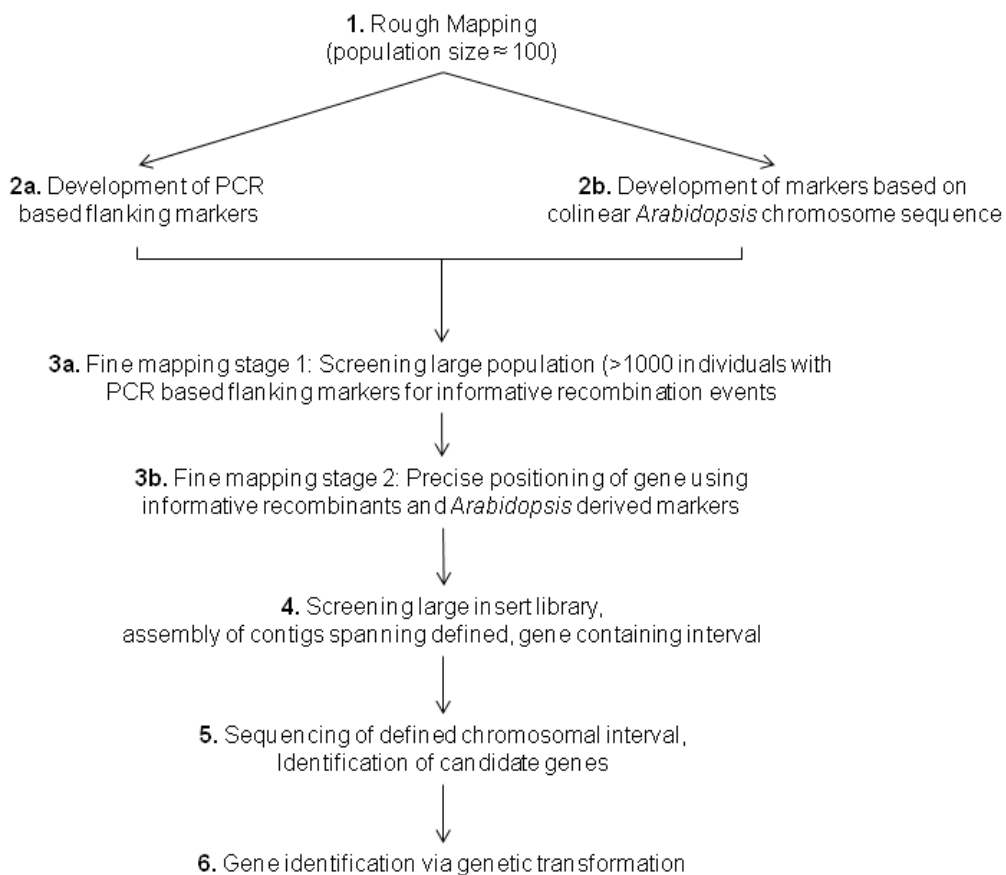 1. Rough Mapping
(population size ≈ 100)
2a. Development of PCR
based flanking markers
2b. Development of markers based on
colinear Arabidopsis chromosome sequence
3a. Fine mapping stage 1: Screening large population (>1000 individuals with
PCR based flanking markers for informative recombination events
3b. Fine mapping stage 2: Precise positioning of gene using
informative recombinants and Arabidopsis derived markers
4. Screening large insert library,
assembly of contigs spanning defined, gene containing interval
5. Sequencing of defined chromosomal interval,
Identification of candidate genes
6. Gene identification via genetic transformation